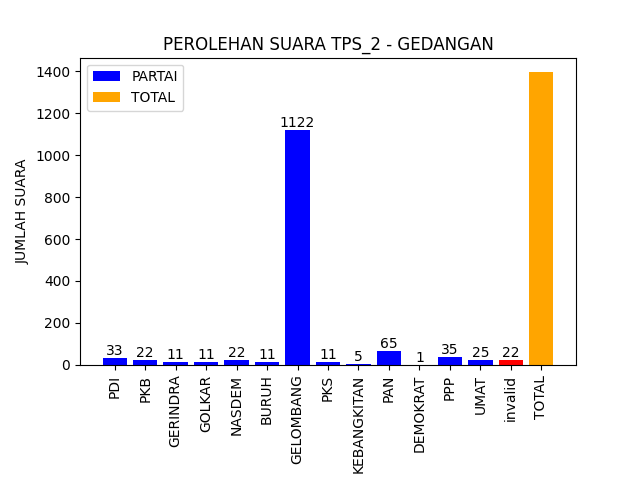 PEROLEHAN SUARA TPS_2 - GEDANGAN
PARTAI
TOTAL
JUMLAH SUARA
1400
1200
1000
800
600
400
200
0
33
22
11
11
22
11
1122
11
5
65
1
35
25
22
PDI
PKB
GERINDRA
GOLKAR
NASDEM
BURUH
GELOMBANG
PKS
KEBANGKITAN
PAN
DEMOKRAT
PPP
UMAT
invalid
TOTAL